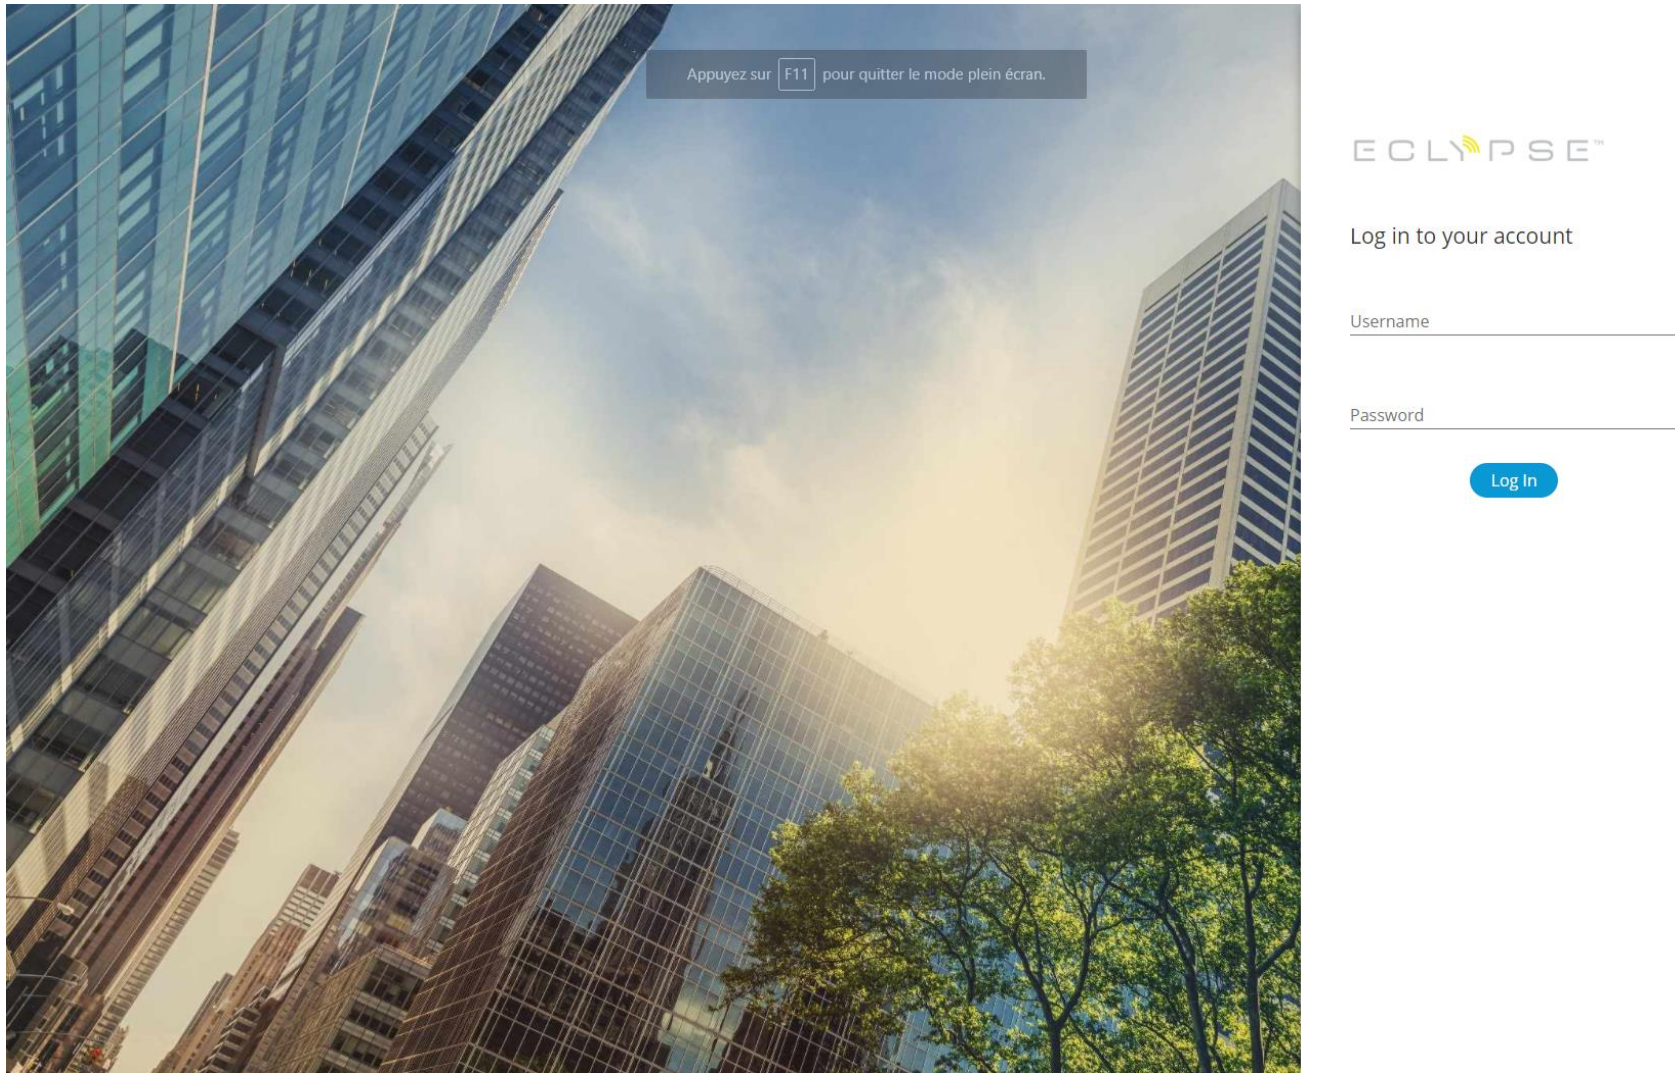 Appuyez sur F11 pour quitter le mode plein écran.
ECLYPSE™
Log in to your account
Username
Password
Log In